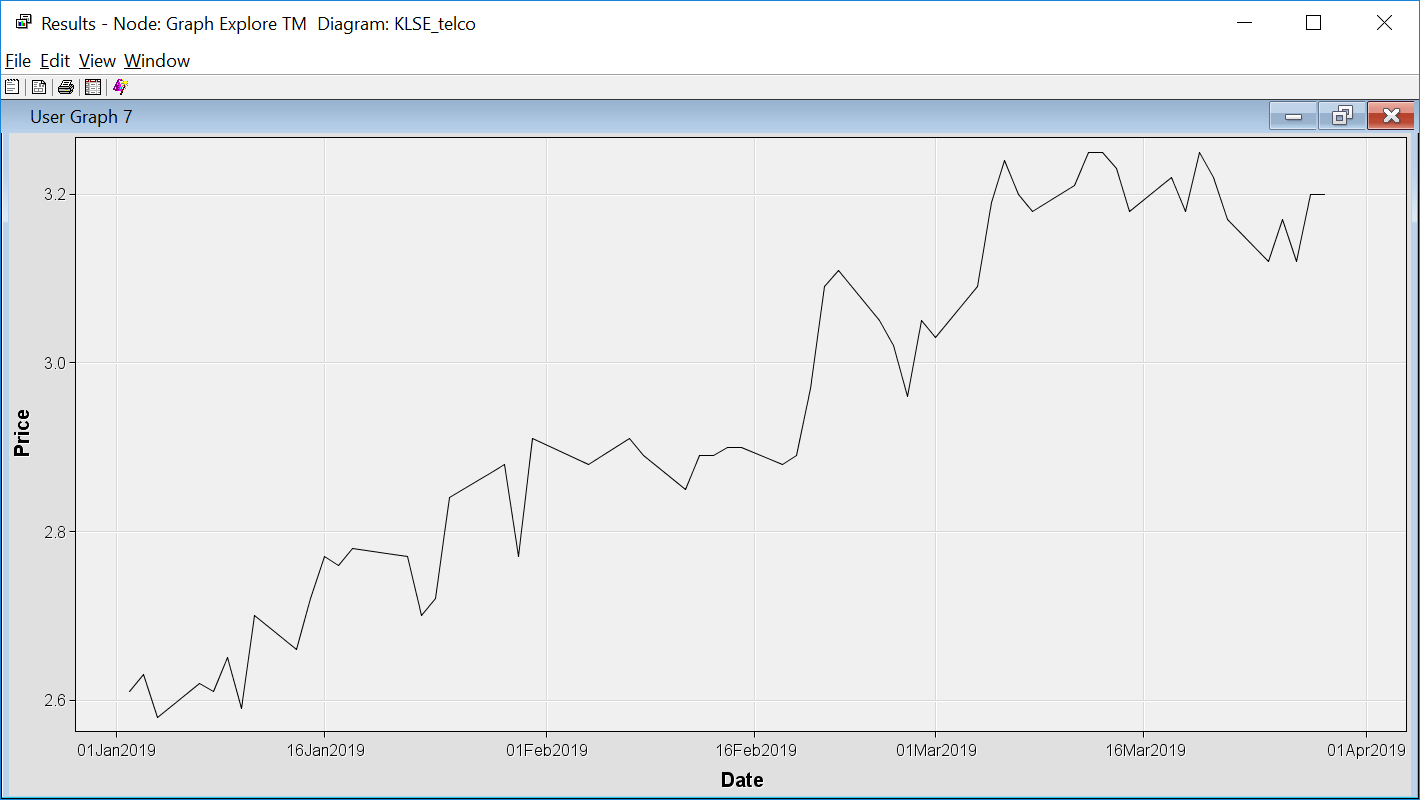 Results - Node: Graph Explore TM  Diagram: KLSE_telco
File Edit View Window
User Graph 7
3.2
3.0
2.8
2.6
Price
01Jan2019 16Jan2019 01Feb2019 16Feb2019 01Mar2019 16Mar2019 01Apr2019
Date